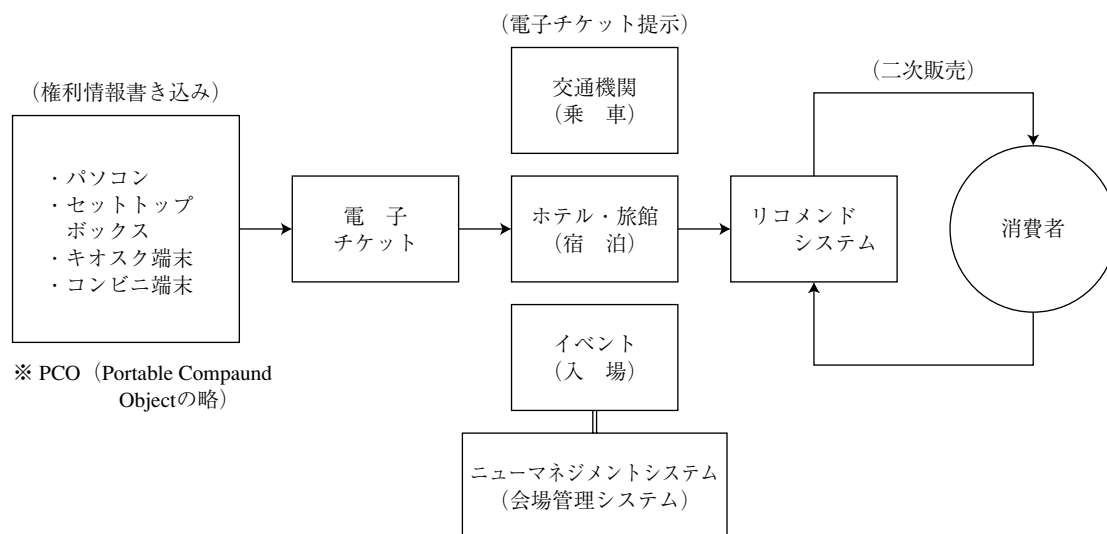 （権利情報書き込み）
・パソコン
・セットトップ
ボックス
・キオスク端末
・コンビニ端末
※ PCO（Portable Compaund
Objectの略）
電　子
チケット
（電子チケット提示）
交通機関
（乗　車）
ホテル・旅館
（宿　泊）
イベント
（入　場）
ニューマネジメントシステム
（会場管理システム）
リコメンド
システム
（二次販売）
消費者